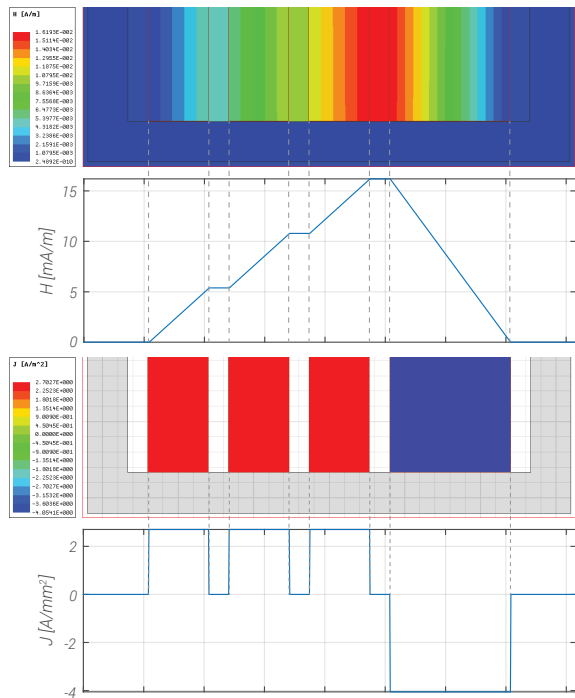 H [A/m]
1.6193E-002
1.5114E-002
1.4034E-002
1.2955E-002
1.1875E-002
1.0795E-002
9.7159E-003
8.6364E-003
7.5568E-003
6.4773E-003
5.3977E-003
4.3182E-003
3.2386E-003
2.1591E-003
1.0795E-003
2.4892E-010
15
10
5
0
H [mA/m]
J [A/m^2]
2.7027E+000
2.2523E+000
1.8018E+000
1.3514E+000
9.0090E-001
4.5045E-001
0.0000E+000
-4.5045E-001
-9.0090E-001
-1.3514E+000
-1.8018E+000
-2.2523E+000
-2.7027E+000
-3.1532E+000
-3.6036E+000
-4.0541E+000
2
0
-2
-4
J [A/mm²]